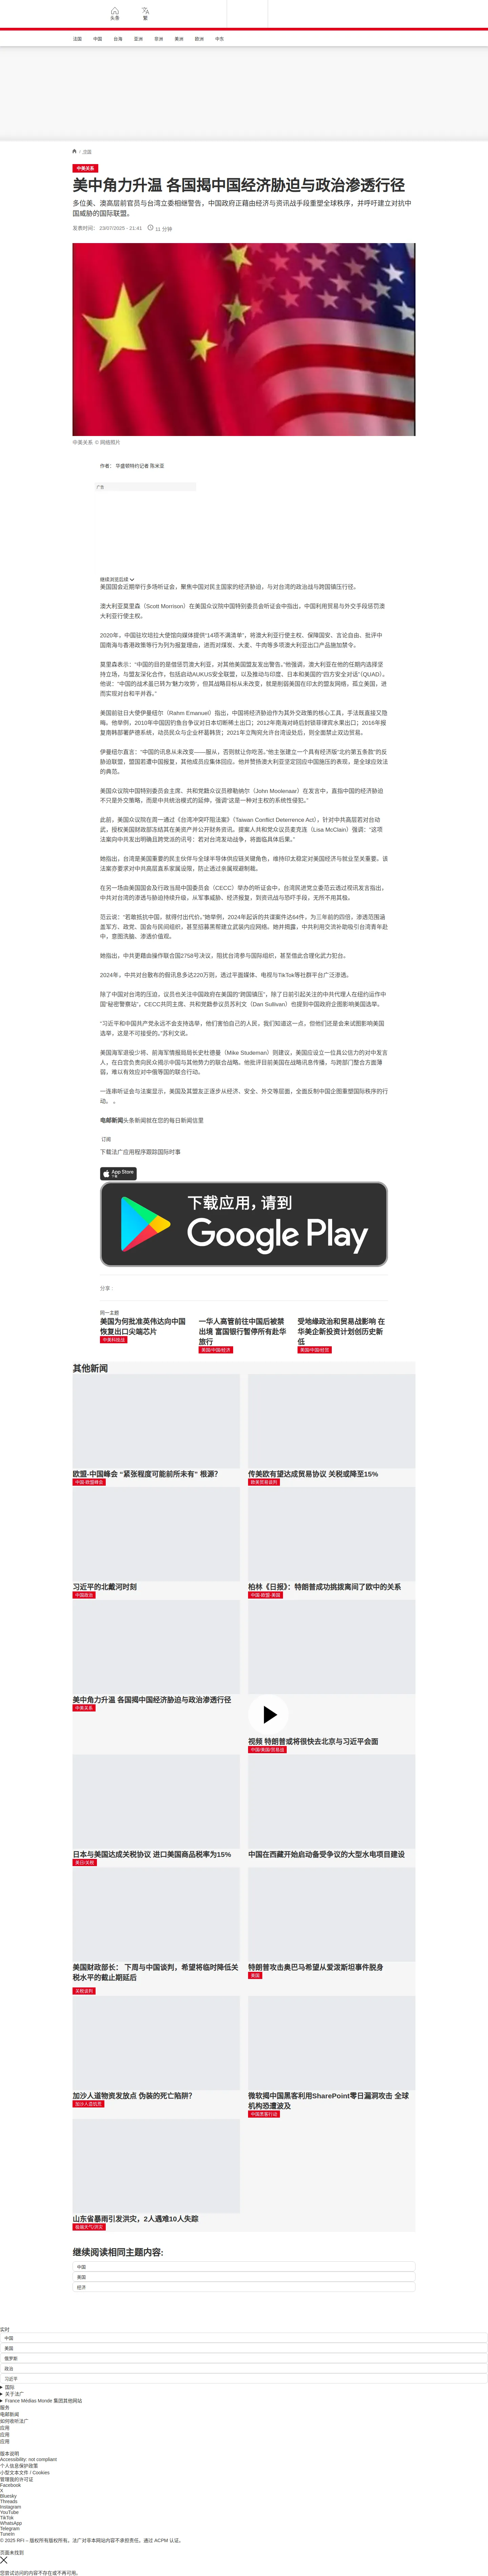 头条
繁
法国
中国
台海
亚洲
非洲
美洲
欧洲
中东
/ 法国
中美关系
美中角力升温 各国揭中国经济胁迫与政治渗透行径
多位美、澳高层前官员与台湾立委相继警告，中国政府正藉由经济与资讯战手段重塑全球秩序，并呼吁建立对抗中
国威胁的国际联盟。
发表时间： 23/07/2025 - 21:41 11 分钟
中美关系 © 网络照片
作者： 华盛顿特约记者 陈米亚
广告
继续浏览后续
美国国会近期举行多场听证会，聚焦中国对民主国家的经济胁迫，与对台湾的政治战与跨国镇压行径。
澳大利亚莫里森（Scott Morrison）在美国众议院中国特别委员会听证会中指出，中国利用贸易与外交手段惩罚澳
大利亚行使主权。
2020年，中国驻坎培拉大使馆向媒体提供“14项不满清单”，将澳大利亚行使主权、保障国安、言论自由、批评中
国南海与香港政策等行为列为报复理由，进而对煤炭、大麦、牛肉等多项澳大利亚出口产品施加禁令。
莫里森表示：“中国的目的是借惩罚澳大利亚，对其他美国盟友发出警告。”他强调，澳大利亚在他的任期内选择坚
持立场，与盟友深化合作，包括启动AUKUS安全联盟，以及推动与印度、日本和美国的“四方安全对话”（QUAD）。
他说：“中国的战术虽已转为‘魅力攻势’，但其战略目标从未改变，就是削弱美国在印太的盟友网络，孤立美国，进
而实现对台和平并吞。”
美国前驻日大使伊曼纽尔（Rahm Emanuel）指出，中国将经济胁迫作为其外交政策的核心工具，手法既直接又隐
晦。他举例，2010年中国因钓鱼台争议对日本切断稀土出口；2012年南海对峙后封锁菲律宾水果出口；2016年报
复南韩部署萨德系统，动员民众与企业杯葛韩货；2021年立陶宛允许台湾设处后，则全面禁止双边贸易。
伊曼纽尔直言：“中国的讯息从未改变——服从，否则就让你吃苦。”他主张建立一个具有经济版“北约第五条款”的反
胁迫联盟，盟国若遭中国报复，其他成员应集体回应。他并赞扬澳大利亚坚定回应中国施压的表现，是全球应效法
的典范。
美国众议院中国特别委员会主席、共和党籍众议员穆勒纳尔（John Moolenaar）在发言中，直指中国的经济胁迫
不只是外交策略，而是中共统治模式的延伸，强调“这是一种对主权的系统性侵犯。”
此前，美国众议院在周一通过《台湾冲突吓阻法案》（Taiwan Conflict Deterrence Act），针对中共高层若对台动
武，授权美国财政部冻结其在美资产并公开财务资讯。提案人共和党众议员麦克连（Lisa McClain）强调：“这项
法案向中共发出明确且跨党派的讯号：若对台湾发动战争，将面临具体后果。”
她指出，台湾是美国重要的民主伙伴与全球半导体供应链关键角色，维持印太稳定对美国经济与就业至关重要。该
法案亦要求对中共高层直系家属设限，防止透过亲属规避制裁。
在另一场由美国国会及行政当局中国委员会（CECC）举办的听证会中，台湾民进党立委范云透过视讯发言指出，
中共对台湾的渗透与胁迫持续升级，从军事威胁、经济报复，到资讯战与恐吓手段，无所不用其极。
范云说：“若敢抵抗中国，就得付出代价。”她举例，2024年起诉的共谍案件达64件，为三年前的四倍，渗透范围涵
盖军方、政党、国会与民间组织，甚至招募黑帮建立武装内应网络。她并揭露，中共利用交流补助吸引台湾青年赴
中，意图洗脑、渗透价值观。
她指出，中共更藉由操作联合国2758号决议，阻扰台湾参与国际组织，甚至借此合理化武力犯台。
2024年，中共对台散布的假讯息多达220万则，透过平面媒体、电视与TikTok等社群平台广泛渗透。
除了中国对台湾的压迫，议员也关注中国政府在美国的“跨国镇压”，除了日前引起关注的中共代理人在纽约运作中
国“秘密警察站”，CECC共同主席、共和党籍参议员苏利文（Dan Sullivan）也提到中国政府企图影响美国选举。
“习近平和中国共产党永远不会支持选举，他们害怕自己的人民，我们知道这一点，但他们还是会来试图影响美国
选举，这是不可接受的。”苏利文说。
美国海军退役少将、前海军情报局局长史杜德曼（Mike Studeman）则建议，美国应设立一位具公信力的对中发言
人，在白宫负责向民众揭示中国与其他势力的联合战略。他批评目前美国在战略讯息传播，与跨部门整合方面薄
弱，难以有效应对中俄等国的联合行动。
一连串听证会与法案显示，美国及其盟友正逐步从经济、安全、外交等层面，全面反制中国企图重塑国际秩序的行
动。 。
电邮新闻头条新闻就在您的每日新闻信里
订阅
下载法广应用程序跟踪国际时事
App Store
下载
下载应用，请到
Google Play
分享 :
同一主题
美国为何批准英伟达向中国
恢复出口尖端芯片
中美科技战
一华人高管前往中国后被禁
出境 富国银行暂停所有赴华
旅行
美国/中国/经济
受地缘政治和贸易战影响 在
华美企新投资计划创历史新
低
美国/中国/经贸
其他新闻
欧盟-中国峰会 “紧张程度可能前所未有” 根源？
中国-欧盟峰会
传美欧有望达成贸易协议 关税或降至15%
欧美贸易谈判
习近平的北戴河时刻
中国政治
柏林《日报》：特朗普成功挑拨离间了欧中的关系
中国-欧盟-美国
美中角力升温 各国揭中国经济胁迫与政治渗透行径
中美关系
视频 特朗普或将很快去北京与习近平会面
中国/美国/贸易战
日本与美国达成关税协议 进口美国商品税率为15%
美日/关税
中国在西藏开始启动备受争议的大型水电项目建设
美国财政部长： 下周与中国谈判，希望将临时降低关
税水平的截止期延后
关税谈判
特朗普攻击奥巴马希望从爱泼斯坦事件脱身
美国
加沙人道物资发放点 伪装的死亡陷阱？
加沙人道饥荒
微软揭中国黑客利用SharePoint零日漏洞攻击 全球
机构恐遭波及
中国黑客行动
山东省暴雨引发洪灾，2人遇难10人失踪
极端天气/洪灾
继续阅读相同主题内容:
中国
美国
经济
实时
中国
美国
俄罗斯
政治
习近平
国际
关于法广
France Médias Monde 集团其他网站
服务
电邮新闻
如何收听法广
应用
应用
应用
版本说明
Accessibility: not compliant
个人信息保护政策
小型文本文件 / Cookies
管理我的许可证
Facebook
X
Bluesky
Threads
Instagram
YouTube
TikTok
WhatsApp
Telegram
TuneIn
© 2025 RFI – 版权所有版权所有。法广对非本网站内容不承担责任。通过 ACPM 认证。
页面未找到
您尝试访问的内容不存在或不再可用。